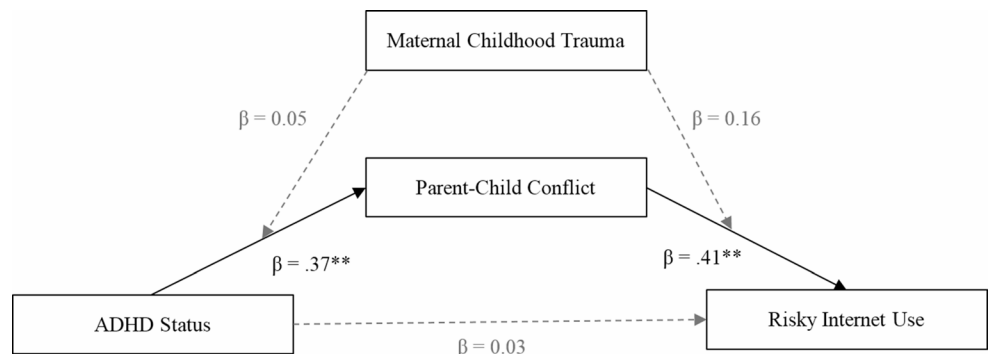 Maternal Childhood Trauma
β = 0.05
β = 0.16
Parent-Child Conflict
β = .37**
β = .41**
ADHD Status
Risky Internet Use
β = 0.03